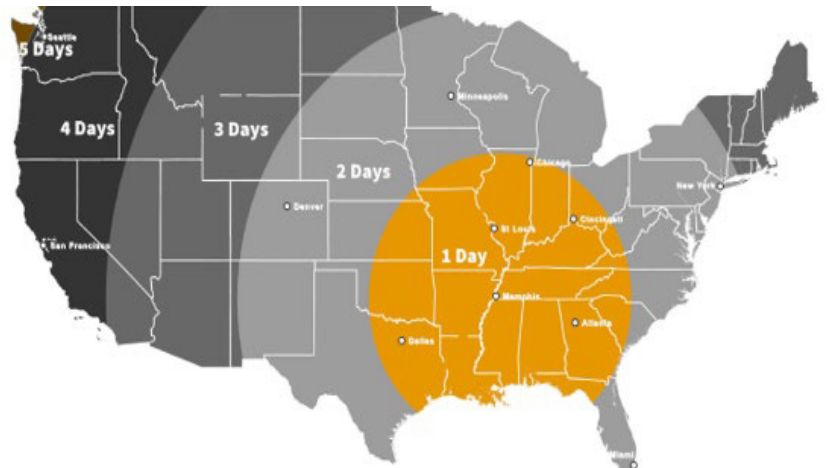 Seattle
5 Days
Minneapolis
4 Days
3 Days
Chicago
2 Days
New York
Denver
Cincinnati
St Louis
San Francisco
1 Day
Memphis
Atlanta
Dallas
Miami